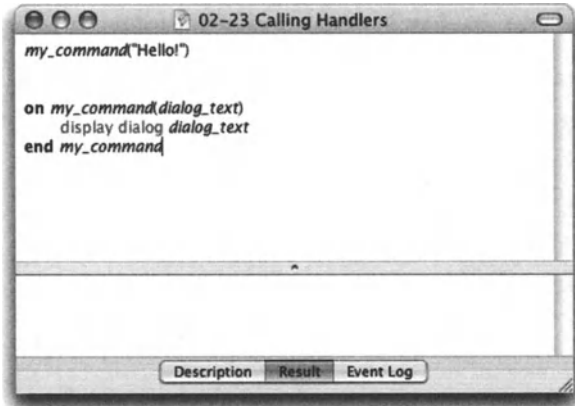 02-23 Calling Handlers
my_command("Hello!")
on my_command(dialog_text)
display dialog dialog_text
end my_command
Description Result Event Log